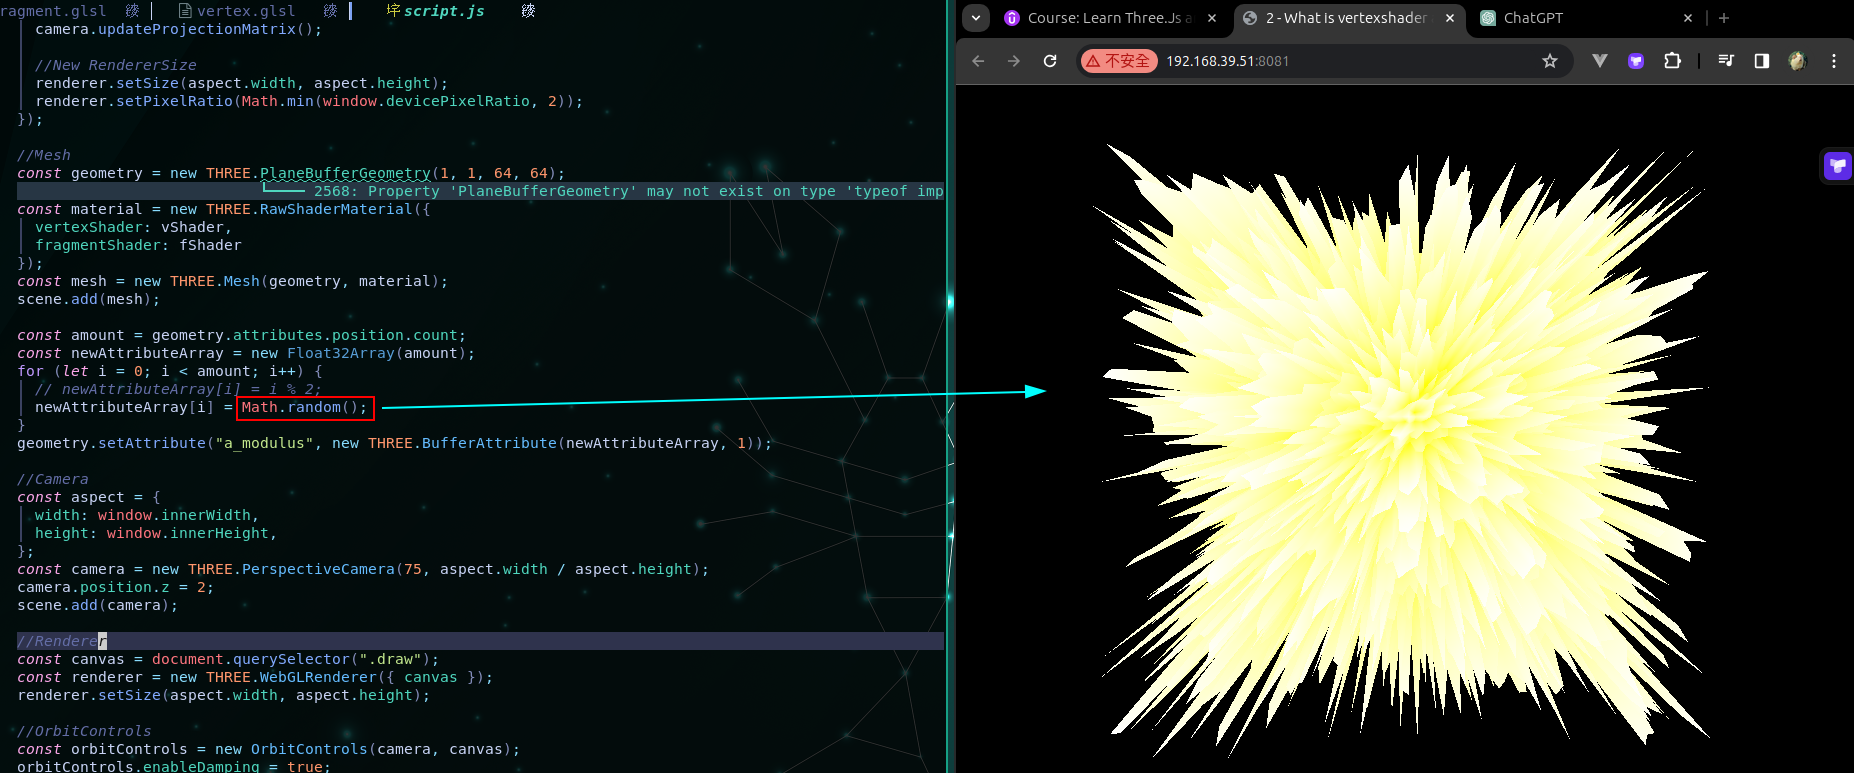 ragment.glsl vertex.glsl script.js
camera.updateProjectionMatrix();
//New RendererSize
renderer.setSize(aspect.width, aspect.height);
renderer.setPixelRatio(Math.min(window.devicePixelRatio, 2));
});
//Mesh
const geometry = new THREE.PlaneBufferGeometry(1, 1, 64, 64);
2568: Property 'PlaneBufferGeometry' may not exist on type 'typeof imp
const material = new THREE.RawShaderMaterial({
vertexShader: vShader,
fragmentShader: fShader
});
const mesh = new THREE.Mesh(geometry, material);
scene.add(mesh);
const amount = geometry.attributes.position.count;
const newAttributeArray = new Float32Array(amount);
for (let i = 0; i < amount; i++) {
// newAttributeArray[i] = i % 2;
newAttributeArray[i] = Math.random();
}
geometry.setAttribute("a_modulus", new THREE.BufferAttribute(newAttributeArray, 1));
//Camera
const aspect = {
width: window.innerWidth,
height: window.innerHeight,
};
const camera = new THREE.PerspectiveCamera(75, aspect.width / aspect.height);
camera.position.z = 2;
scene.add(camera);
//Renderer
const canvas = document.querySelector(".draw");
const renderer = new THREE.WebGLRenderer({ canvas });
renderer.setSize(aspect.width, aspect.height);
//OrbitControls
const orbitControls = new OrbitControls(camera, canvas);
orbitControls.enableDamping = true;
Course: Learn Three.Js a
2 - What is vertexshader
ChatGPT
不安全 192.168.39.51:8081